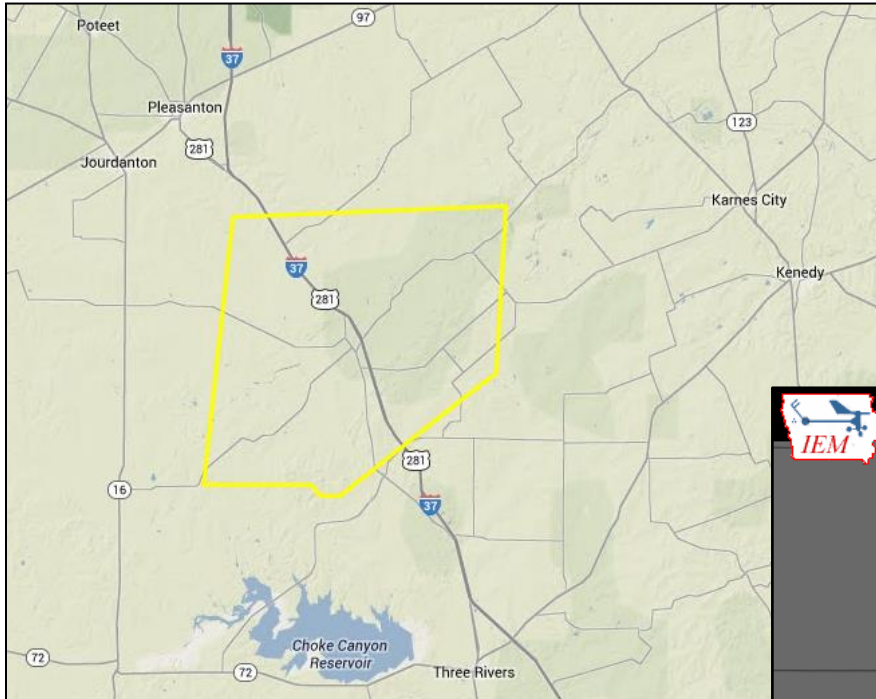 Poteet
97
37
Pleasanton
123
281
Jourdanton
Karnes City
37
Kenedy
281
IEM
281
16
37
Choke Canyon
Reservoir
72
72
Three Rivers